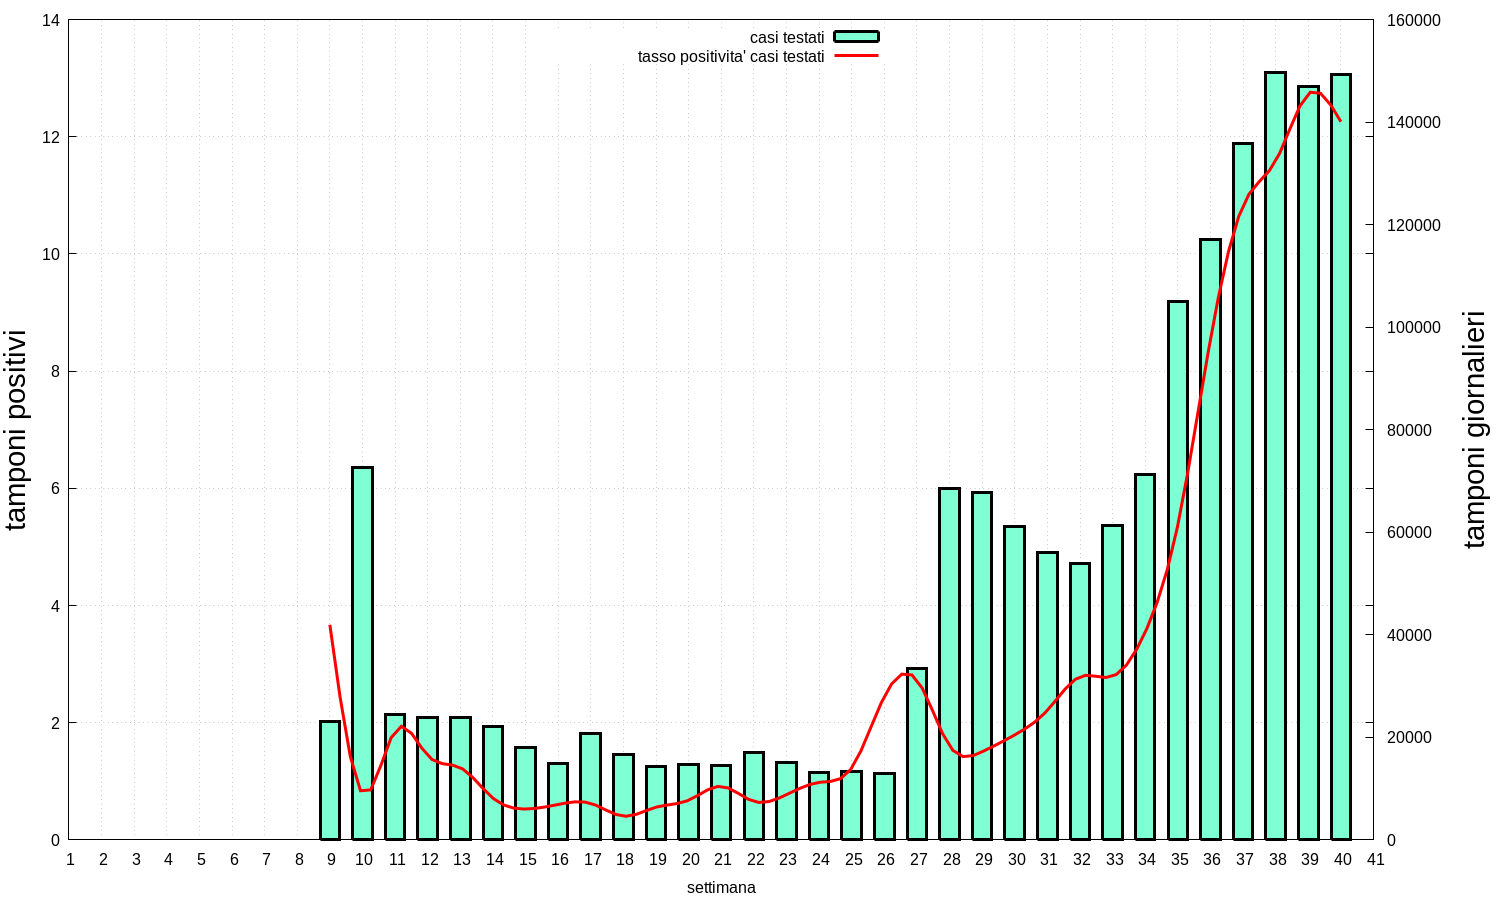 casi testati
tasso positivita' casi testati
tamponi positivi
14
12
10
8
6
4
2
0
160000
140000
120000
100000
80000
60000
40000
20000
0
tamponi giornalieri
1 2 3 4 5 6 7 8 9 10 11 12 13 14 15 16 17 18 19 20 21 22 23 24 25 26 27 28 29 30 31 32 33 34 35 36 37 38 39 40 41
settimana